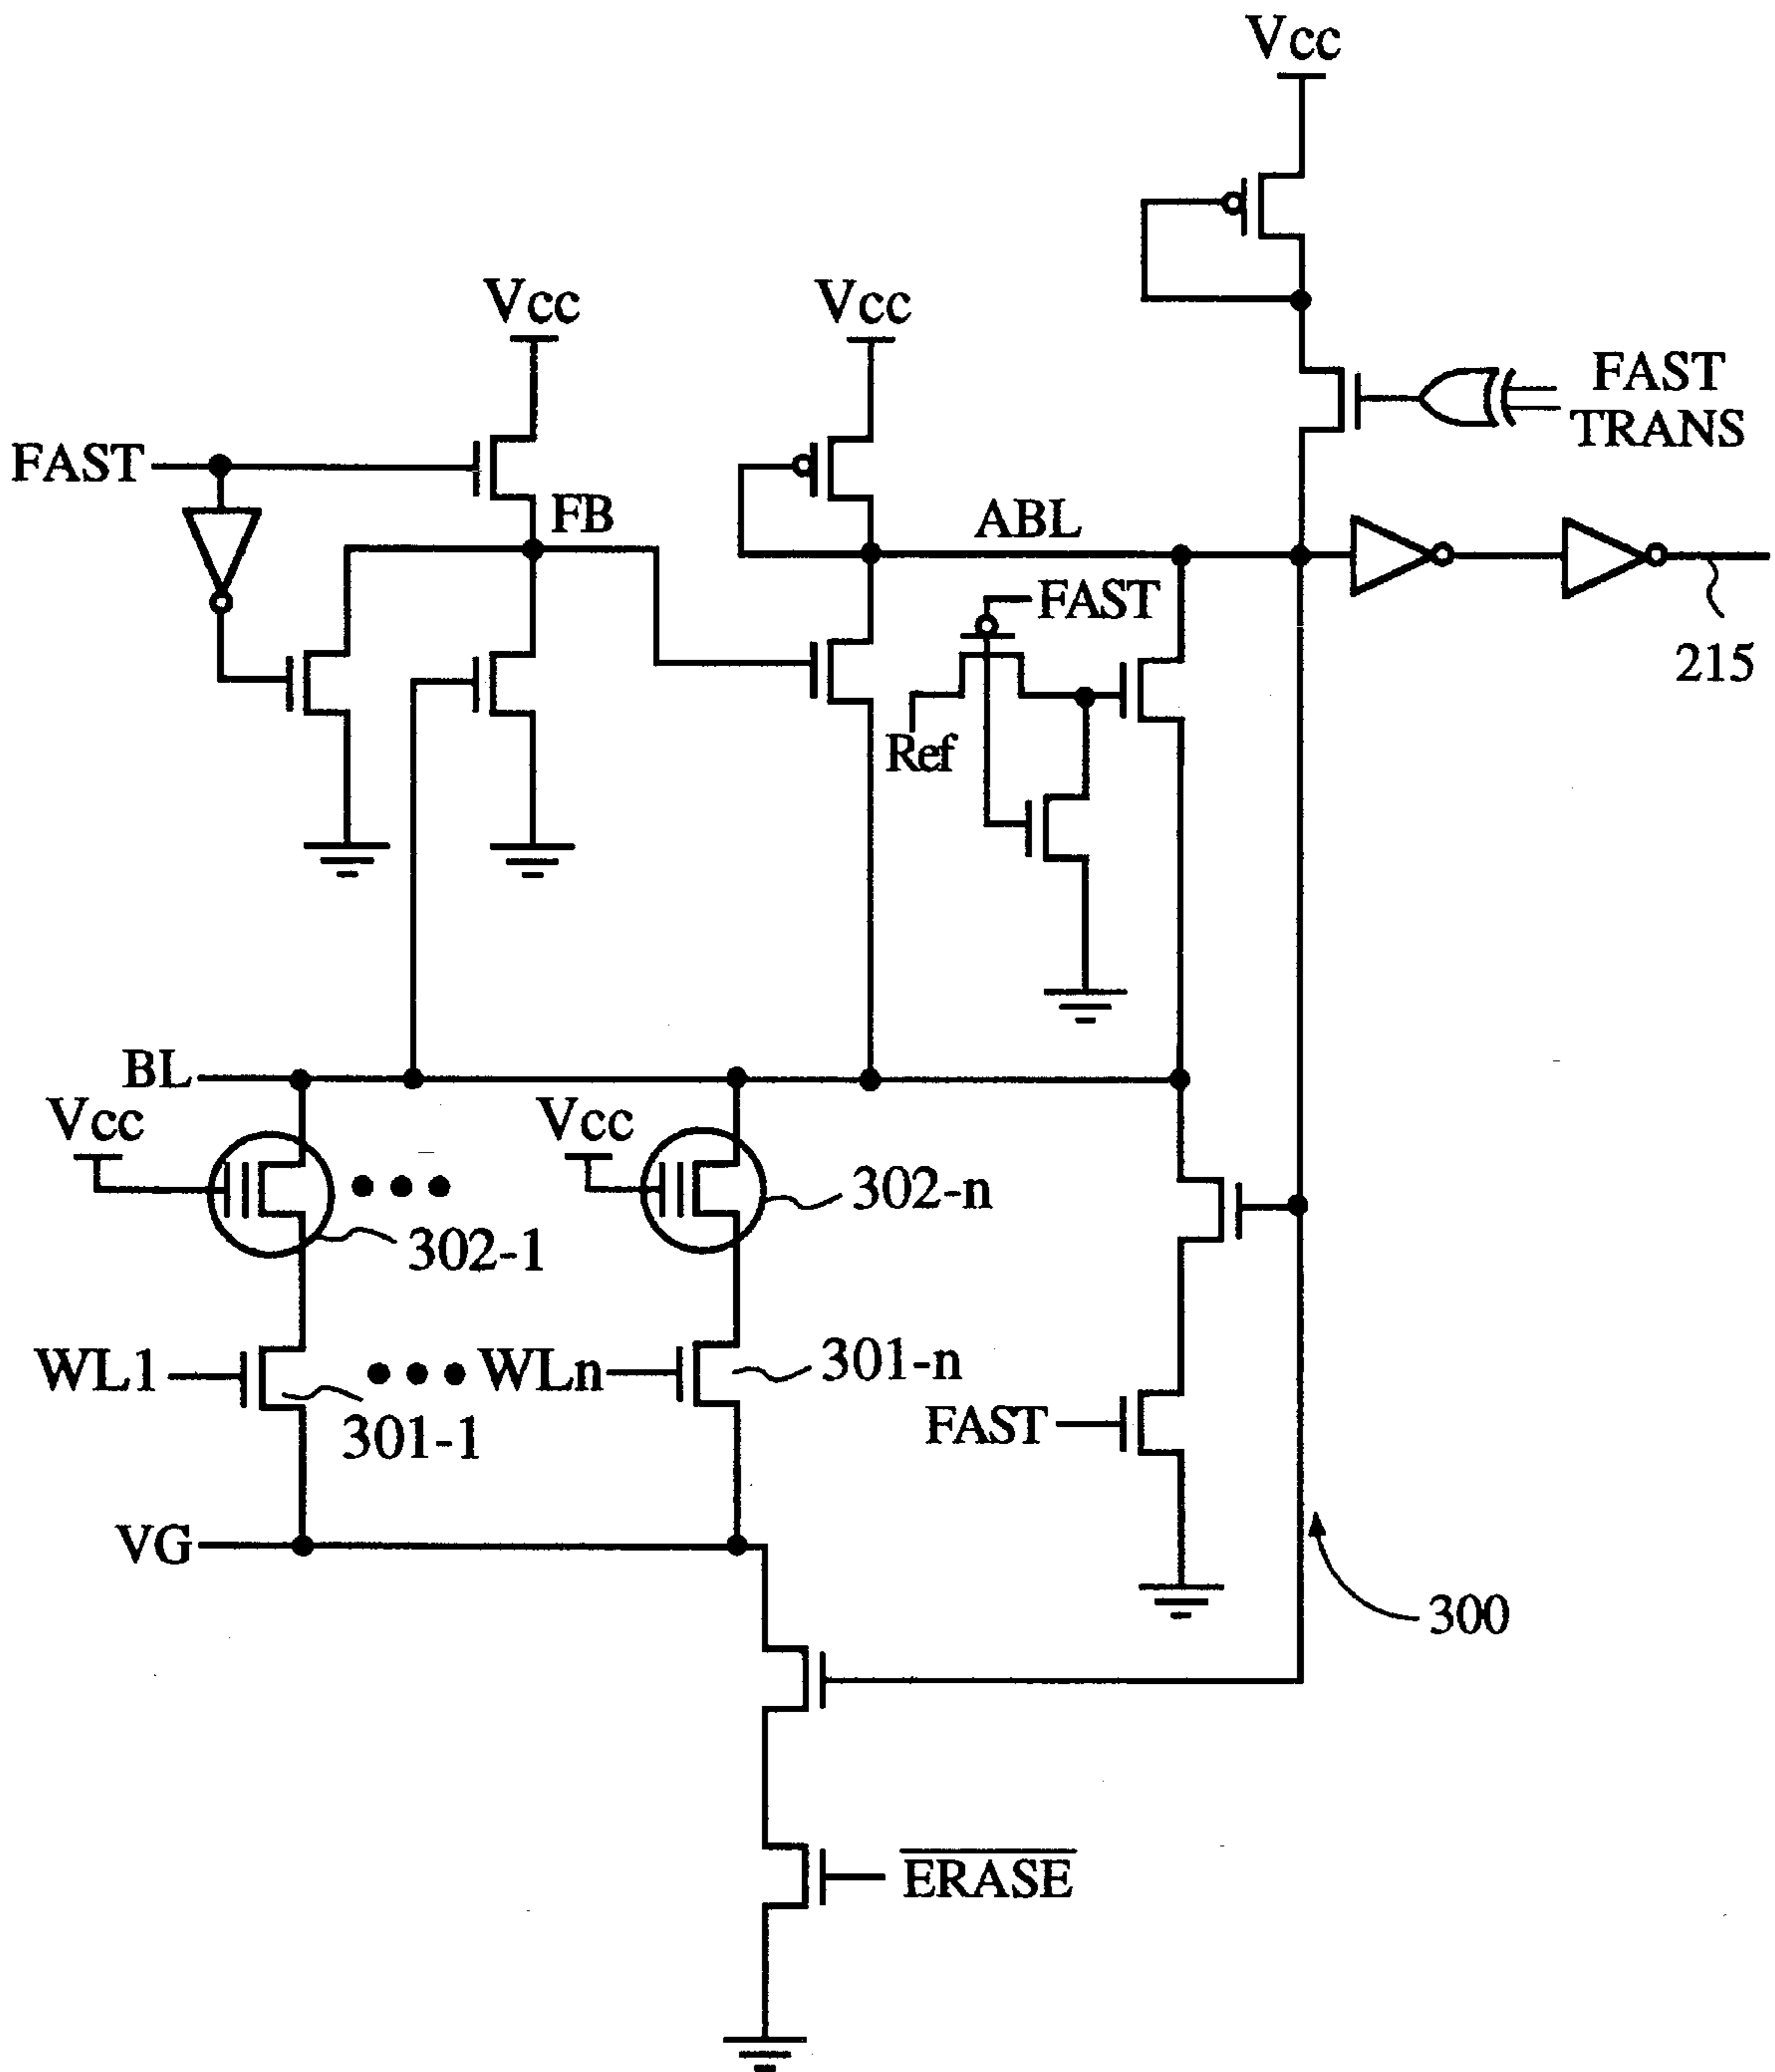 Vcc
Vcc
Vcc
FAST
TRANS
FAST
FB
ABL
FAST
215
Ref
BL
Vcc
Vcc
302-n
302-1
WL1
WLn
301-n
301-1
FAST
VG
300
ERASE